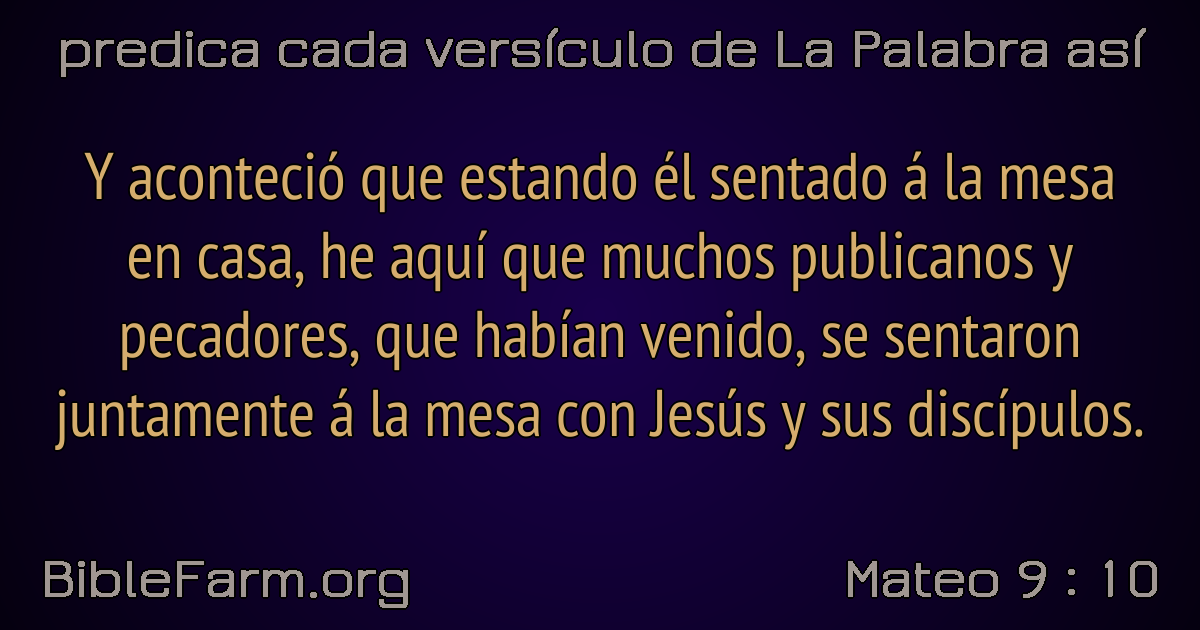 predica cada versículo de La Palabra así
Y aconteció que estando él sentado á la mesa
en casa, he aquí que muchos publicanos y
pecadores, que habían venido, se sentaron
juntamente á la mesa con Jesús y sus discípulos.
BibleFarm.org
Mateo 9 : 10